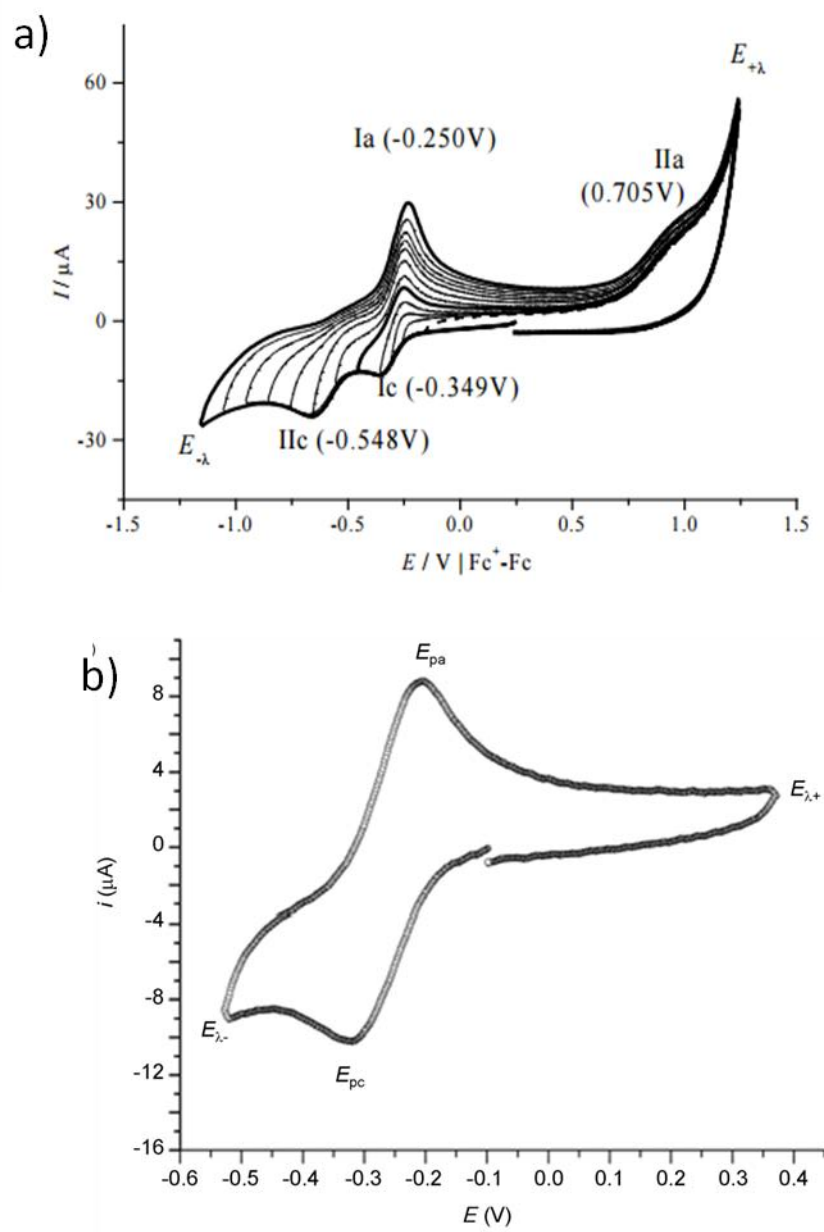 a)
60
30
0
-30
I / µA
Ia (-0.250V)
E+λ
IIa
(0.705V)
Ic (-0.349V)
IIc (-0.548V)
E-λ
-1.5 -1.0 -0.5 0.0 0.5 1.0 1.5
E / V | Fc+-Fc
)
b)
8
4
0
-4
-8
-12
-16
i (µA)
Epa
Eλ+
Eλ-
Epc
-0.6 -0.5 -0.4 -0.3 -0.2 -0.1 0.0 0.1 0.2 0.3 0.4
E (V)